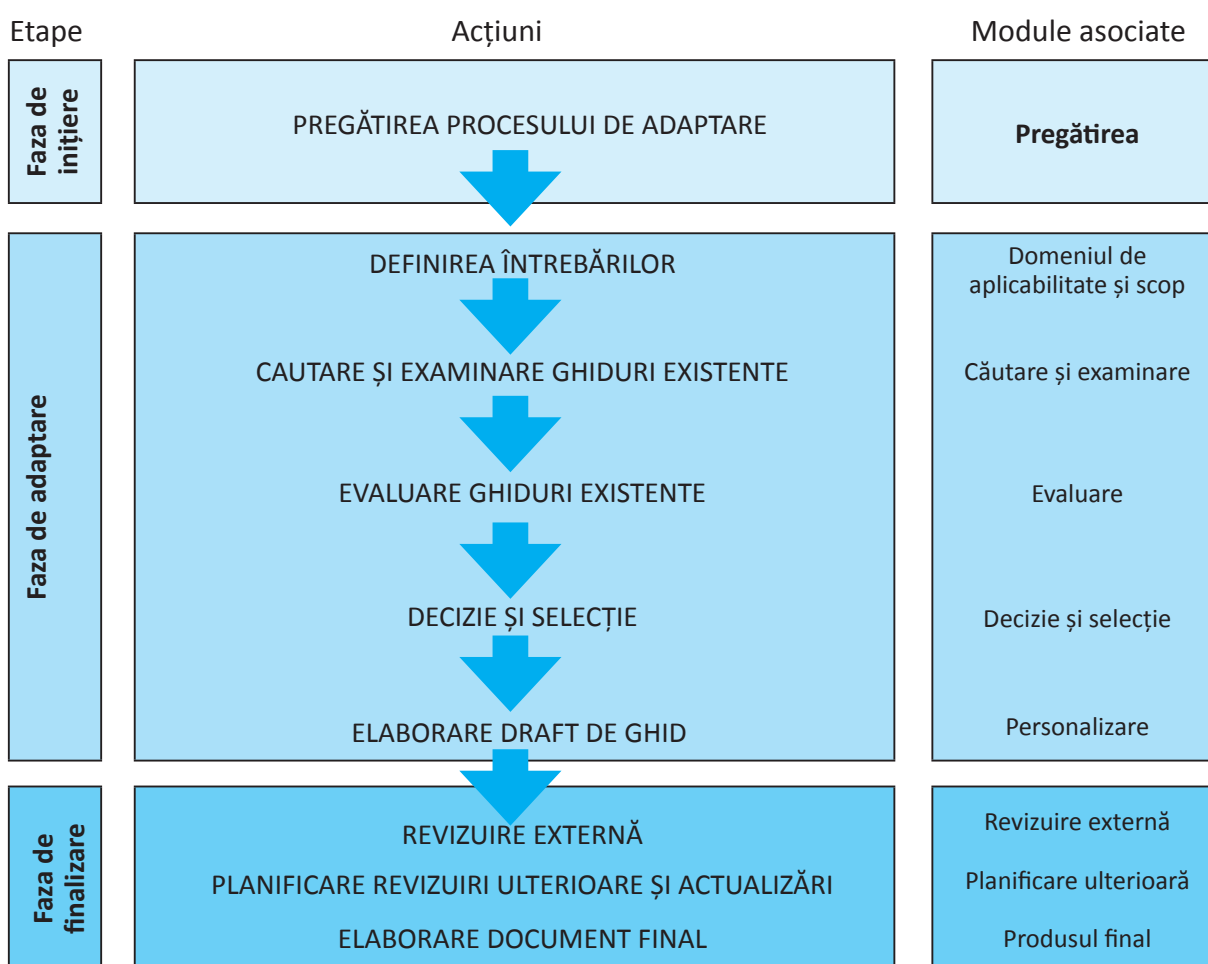 Etape
Acțiuni
Module asociate
Faza de
inițiere
PREGĂTIREA PROCESULUI DE ADAPTARE
Pregătirea
Faza de adaptare
DEFINIREA ÎNTREBĂRILOR
Domeniul de
aplicabilitate și scop
CAUTARE ȘI EXAMINARE GHIDURI EXISTENTE
Căutare și examinare
EVALUARE GHIDURI EXISTENTE
Evaluare
DECIZIE ȘI SELECȚIE
Decizie și selecție
ELABORARE DRAFT DE GHID
Personalizare
Faza de
finalizare
REVIZUIRE EXTERNĂ
Revizuire externă
PLANIFICARE REVIZUIRI ULTERIOARE ȘI ACTUALIZĂRI
Planificare ulterioară
ELABORARE DOCUMENT FINAL
Produsul final